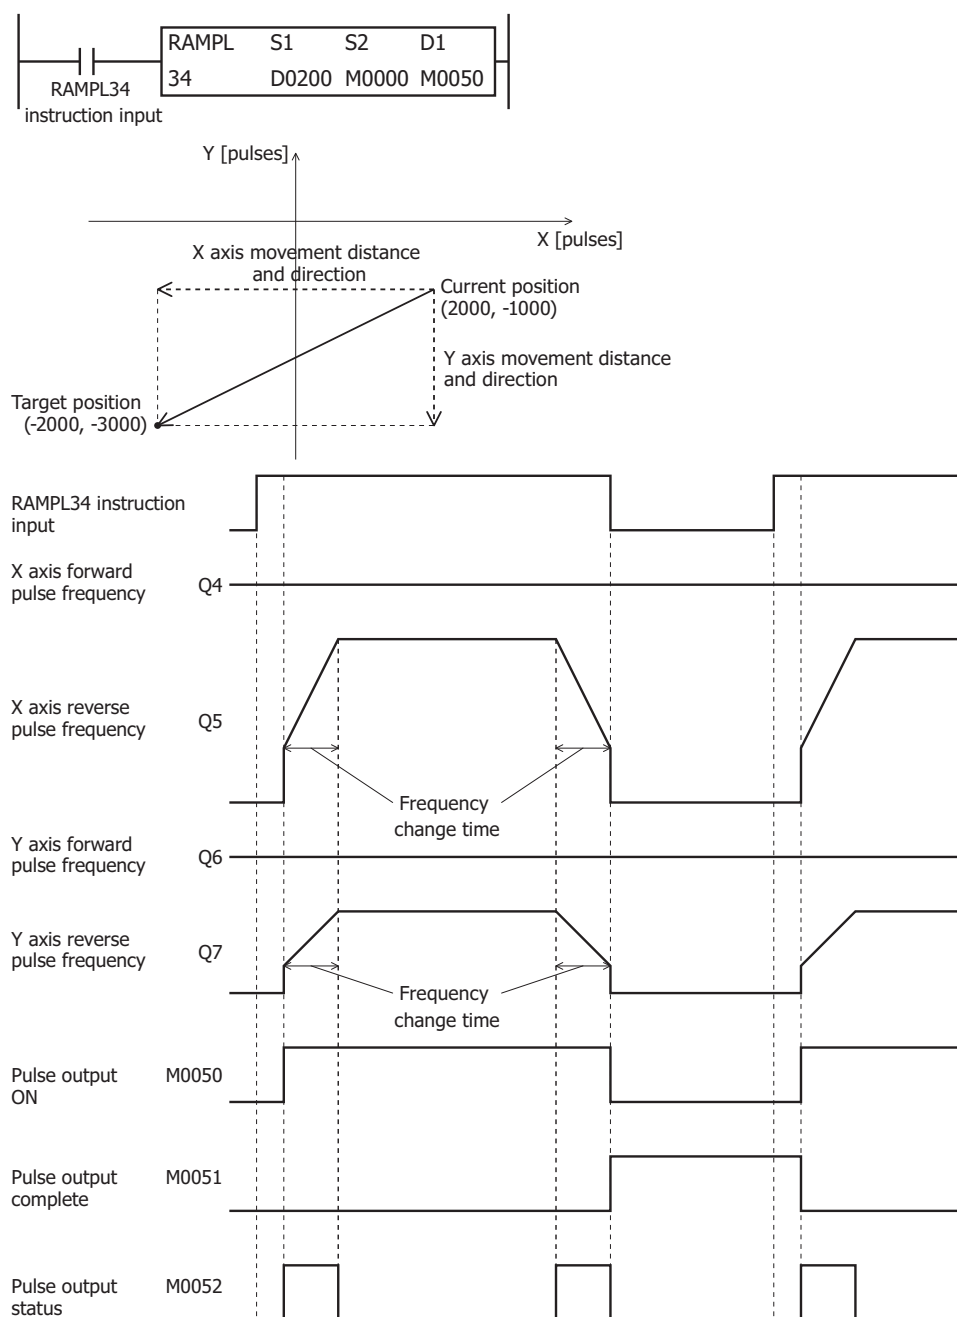 RAMPL S1 S2 D1
34 D0200 M0000 M0050
RAMPL34
instruction input
Y [pulses]
X [pulses]
X axis movement distance
and direction
Current position
(2000, -1000)
Y axis movement distance
and direction
Target position
(-2000, -3000)
RAMPL34 instruction
input
X axis forward
pulse frequency
Q4
X axis reverse
pulse frequency
Q5
Frequency
change time
Y axis forward
pulse frequency
Q6
Y axis reverse
pulse frequency
Q7
Frequency
change time
Pulse output
ON
M0050
Pulse output
complete
M0051
Pulse output
status
M0052